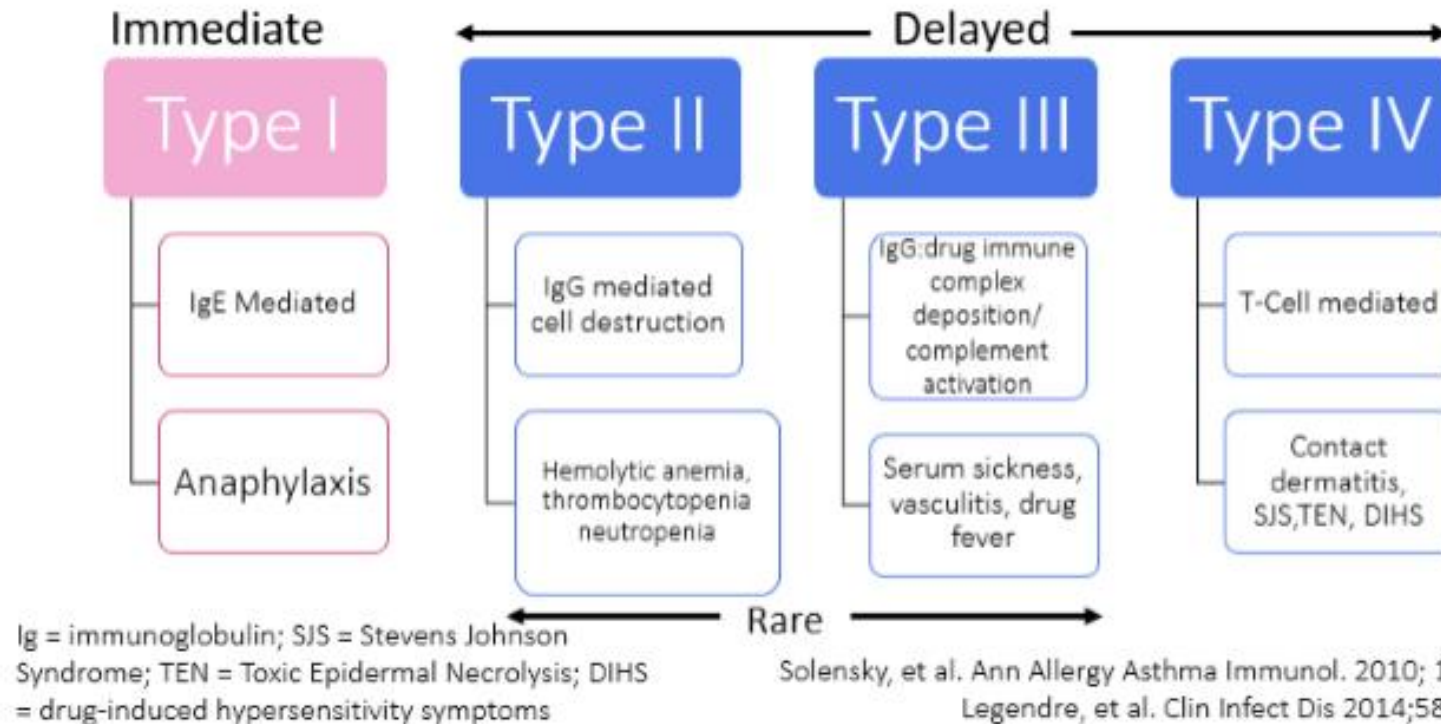 Immediate
Delayed
Type I
Type II
Type III
Type IV
IgE Mediated
IgG mediated
cell destruction
IgG:drug immune
complex
deposition/
complement
activation
T-Cell mediated
Anaphylaxis
Hemolytic anemia,
thrombocytopenia
neutropenia
Serum sickness,
vasculitis, drug
fever
Contact
dermatitis,
SJS,TEN, DIHS
Rare
Ig = immunoglobulin; SJS = Stevens Johnson
Syndrome; TEN = Toxic Epidermal Necrolysis; DIHS
= drug-induced hypersensitivity symptoms
Solensky, et al. Ann Allergy Asthma Immunol. 2010; 1
Legendre, et al. Clin Infect Dis 2014;58